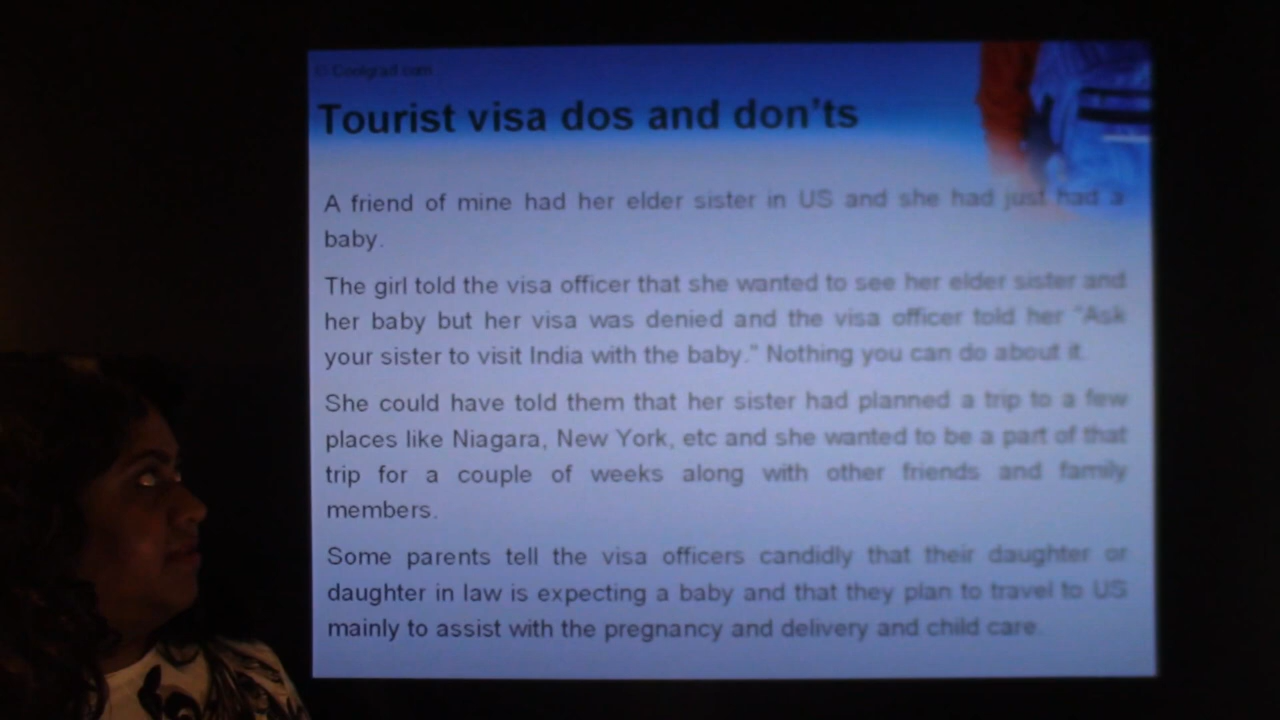 © Coolgrad.com
Tourist visa dos and don'ts
A friend of mine had her elder sister in US and she had just had a
baby.
The girl told the visa officer that she wanted to see her elder sister and
her baby but her visa was denied and the visa officer told her "Ask
your sister to visit India with the baby." Nothing you can do about it.
She could have told them that her sister had planned a trip to a few
places like Niagara, New York, etc and she wanted to be a part of that
trip for a couple of weeks along with other friends and family
members.
Some parents tell the visa officers candidly that their daughter or
daughter in law is expecting a baby and that they plan to travel to US
mainly to assist with the pregnancy and delivery and child care.